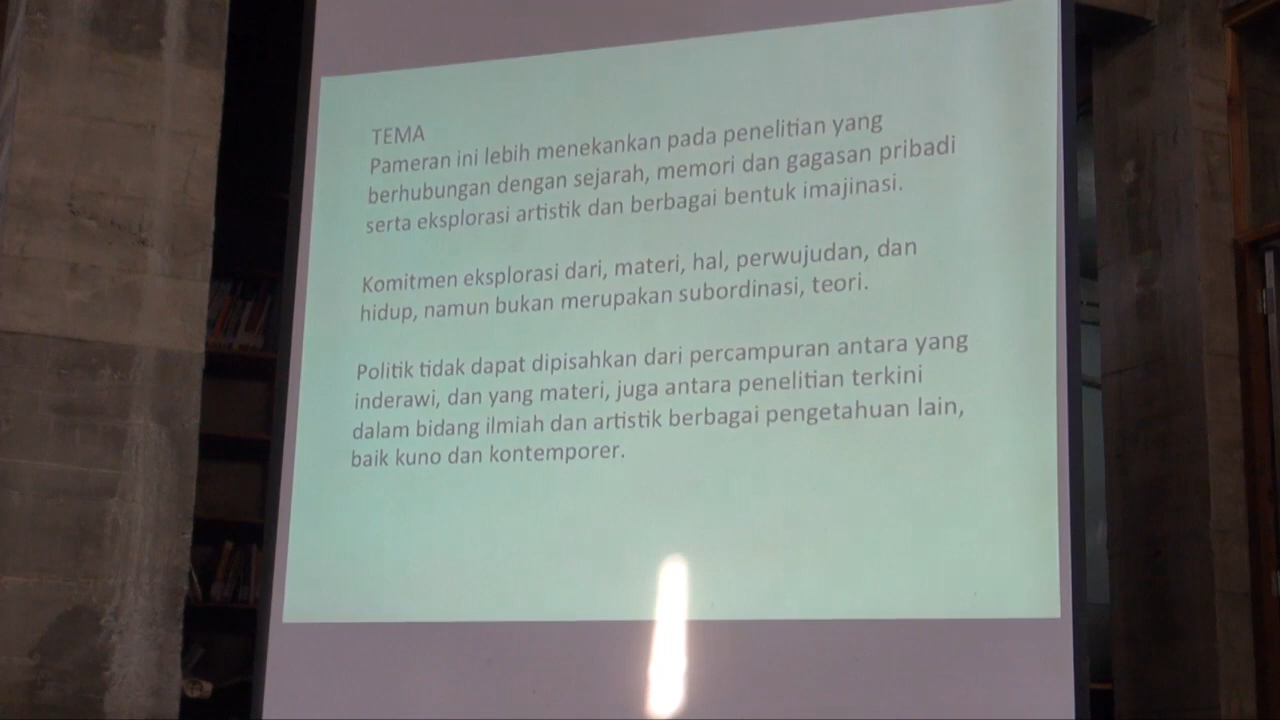 TEMA
Pameran ini lebih menekankan pada penelitian yang
berhubungan dengan sejarah, memori dan gagasan pribadi
serta eksplorasi artistik dan berbagai bentuk imajinasi.
Komitmen eksplorasi dari, materi, hal, perwujudan, dan
hidup, namun bukan merupakan subordinasi, teori.
Politik tidak dapat dipisahkan dari percampuran antara yang
inderawi, dan yang materi, juga antara penelitian terkini
dalam bidang ilmiah dan artistik berbagai pengetahuan lain,
baik kuno dan kontemporer.